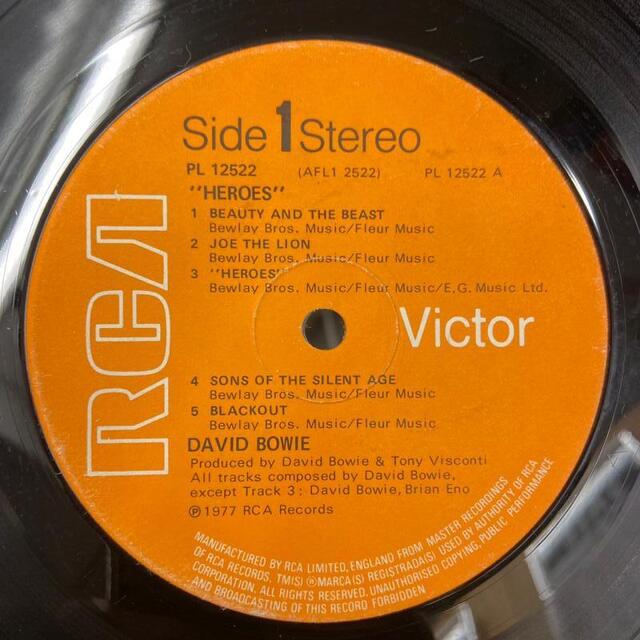 Side 1 Stereo
PL 12522 (AFL1 2522) PL 12522 A
"HEROES"
1 BEAUTY AND THE BEAST
Bewlay Bros. Music/Fleur Music
2 JOE THE LION
Bewlay Bros. Music/Fleur Music
3 "HEROES"
Bewlay Bros. Music/Fleur Music/E.G. Music Ltd.
RCA
Victor
4 SONS OF THE SILENT AGE
Bewlay Bros. Music/Fleur Music
5 BLACKOUT
Bewlay Bros. Music/Fleur Music
DAVID BOWIE
Produced by David Bowie & Tony Visconti
All tracks composed by David Bowie,
except Track 3: David Bowie, Brian Eno
℗ 1977 RCA Records
MANUFACTURED BY RCA LIMITED, ENGLAND FROM MASTER RECORDINGS
OF RCA RECORDS. TM(S) ® MARCA(S) REGISTRADA(S) USED BY AUTHORITY OF RCA
CORPORATION. ALL RIGHTS RESERVED. UNAUTHORISED COPYING, PUBLIC PERFORMANCE
AND BROADCASTING OF THIS RECORD FORBIDDEN